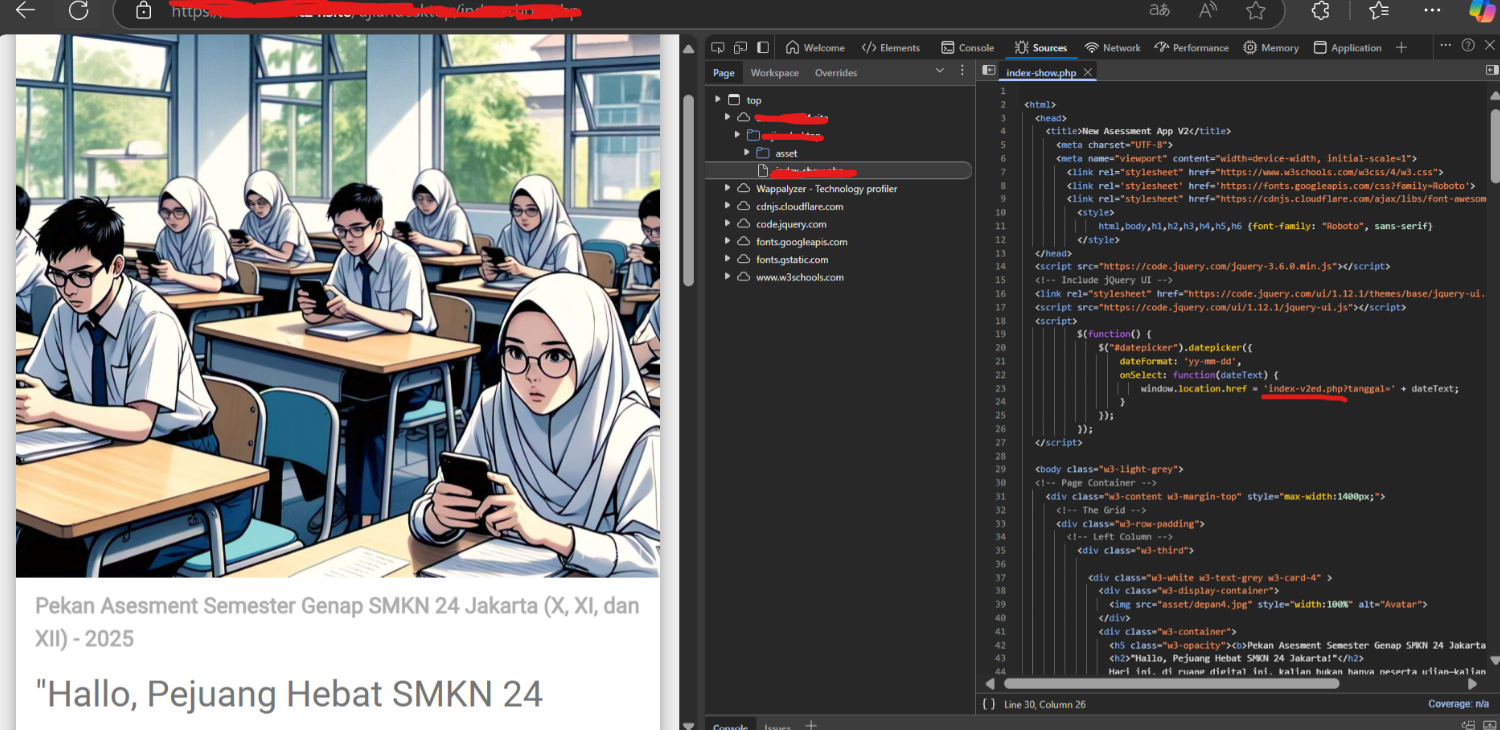 https:
Welcome
Elements
Console
Sources
Network
Performance
Memory
Application
Page
Workspace
Overrides
index-show.php
top
asset
Wappalyzer - Technology profiler
cdnjs.cloudflare.com
code.jquery.com
fonts.googleapis.com
fonts.gstatic.com
www.w3schools.com
1
2 <html>
3 <head>
4 <title>New Asessment App V2</title>
5 <meta charset="UTF-8">
6 <meta name="viewport" content="width=device-width, initial-scale=1">
7 <link rel="stylesheet" href="https://www.w3schools.com/w3css/4/w3.css">
8 <link rel='stylesheet' href='https://fonts.googleapis.com/css?family=Roboto'>
9 <link rel="stylesheet" href="https://cdnjs.cloudflare.com/ajax/libs/font-awesom
10 <style>
11 html,body,h1,h2,h3,h4,h5,h6 {font-family: "Roboto", sans-serif}
12 </style>
13 </head>
14 <script src="https://code.jquery.com/jquery-3.6.0.min.js"></script>
15 <!-- Include jQuery UI -->
16 <link rel="stylesheet" href="https://code.jquery.com/ui/1.12.1/themes/base/jquery-ui.
17 <script src="https://code.jquery.com/ui/1.12.1/jquery-ui.js"></script>
18 <script>
19 $(function() {
20 $("#datepicker").datepicker({
21 dateFormat: 'yy-mm-dd',
22 onSelect: function(dateText) {
23 window.location.href = 'index-v2ed.php?tanggal=' + dateText;
24 }
25 });
26 });
27 </script>
28
29 <body class="w3-light-grey">
30 <!-- Page Container -->
31 <div class="w3-content w3-margin-top" style="max-width:1400px;">
32 <!-- The Grid -->
33 <div class="w3-row-padding">
34 <!-- Left Column -->
35 <div class="w3-third">
36
37 <div class="w3-white w3-text-grey w3-card-4" >
38 <div class="w3-display-container">
39 <img src="asset/depan4.jpg" style="width:100%" alt="Avatar">
40 </div>
41 <div class="w3-container">
42 <h5 class="w3-opacity"><b>Pekan Asesment Semester Genap SMKN 24 Jakarta
43 <h2>"Hallo, Pejuang Hebat SMKN 24 Jakarta!"</h2>
44 Hari ini, di ruang digital ini, kalian bukan hanya peserta ujian—kalian
{ } Line 30, Column 26
Coverage: n/a
Console
Issues
Pekan Asesment Semester Genap SMKN 24 Jakarta (X, XI, dan
XII) - 2025
"Hallo, Pejuang Hebat SMKN 24